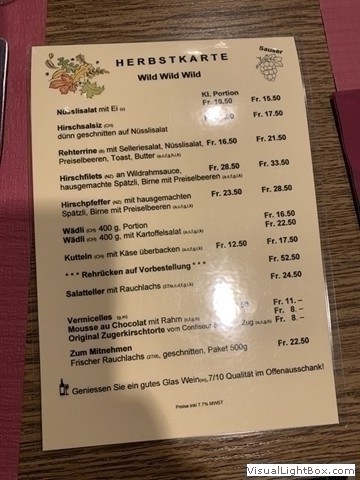 HERBSTKARTE
Sauser
Wild Wild Wild
Kl. Portion
Nüsslisalat mit Ei Fr. 10.50 Fr. 15.50
Hirschsalsiz (CH) Fr. 17.50
dünn geschnitten auf Nüsslisalat
Rehterrine mit Selleriesalat, Nüsslisalat, Fr. 16.50 Fr. 21.50
Preiselbeeren, Toast, Butter
Hirschfilets (NZ) an Wildrahmsauce, Fr. 28.50 Fr. 33.50
hausgemachte Spätzli, Birne mit Preiselbeeren
Hirschpfeffer (NZ) mit hausgemachten Fr. 23.50 Fr. 28.50
Spätzli, Birne mit Preiselbeeren
Wädli (CH) 400 g, Portion Fr. 16.50
Wädli (CH) 400 g, mit Kartoffelsalat Fr. 22.50
Kutteln (CH) mit Käse überbacken Fr. 12.50 Fr. 17.50
* * * Rehrücken auf Vorbestellung * * * Fr. 52.50
Salatteller mit Rauchlachs Fr. 24.50
Vermicelles Fr. 11. –
Mousse au Chocolat mit Rahm Fr. 8. –
Original Zugerkirschtorte vom Confiseur Zug Fr. 8. –
Zum Mitnehmen
Frischer Rauchlachs, geschnitten, Paket 500g Fr. 22.50
Geniessen Sie ein gutes Glas Wein, 7/10 Qualität im Offenausschank!
Preise inkl 7.7% MWST
VisualLightBox.com